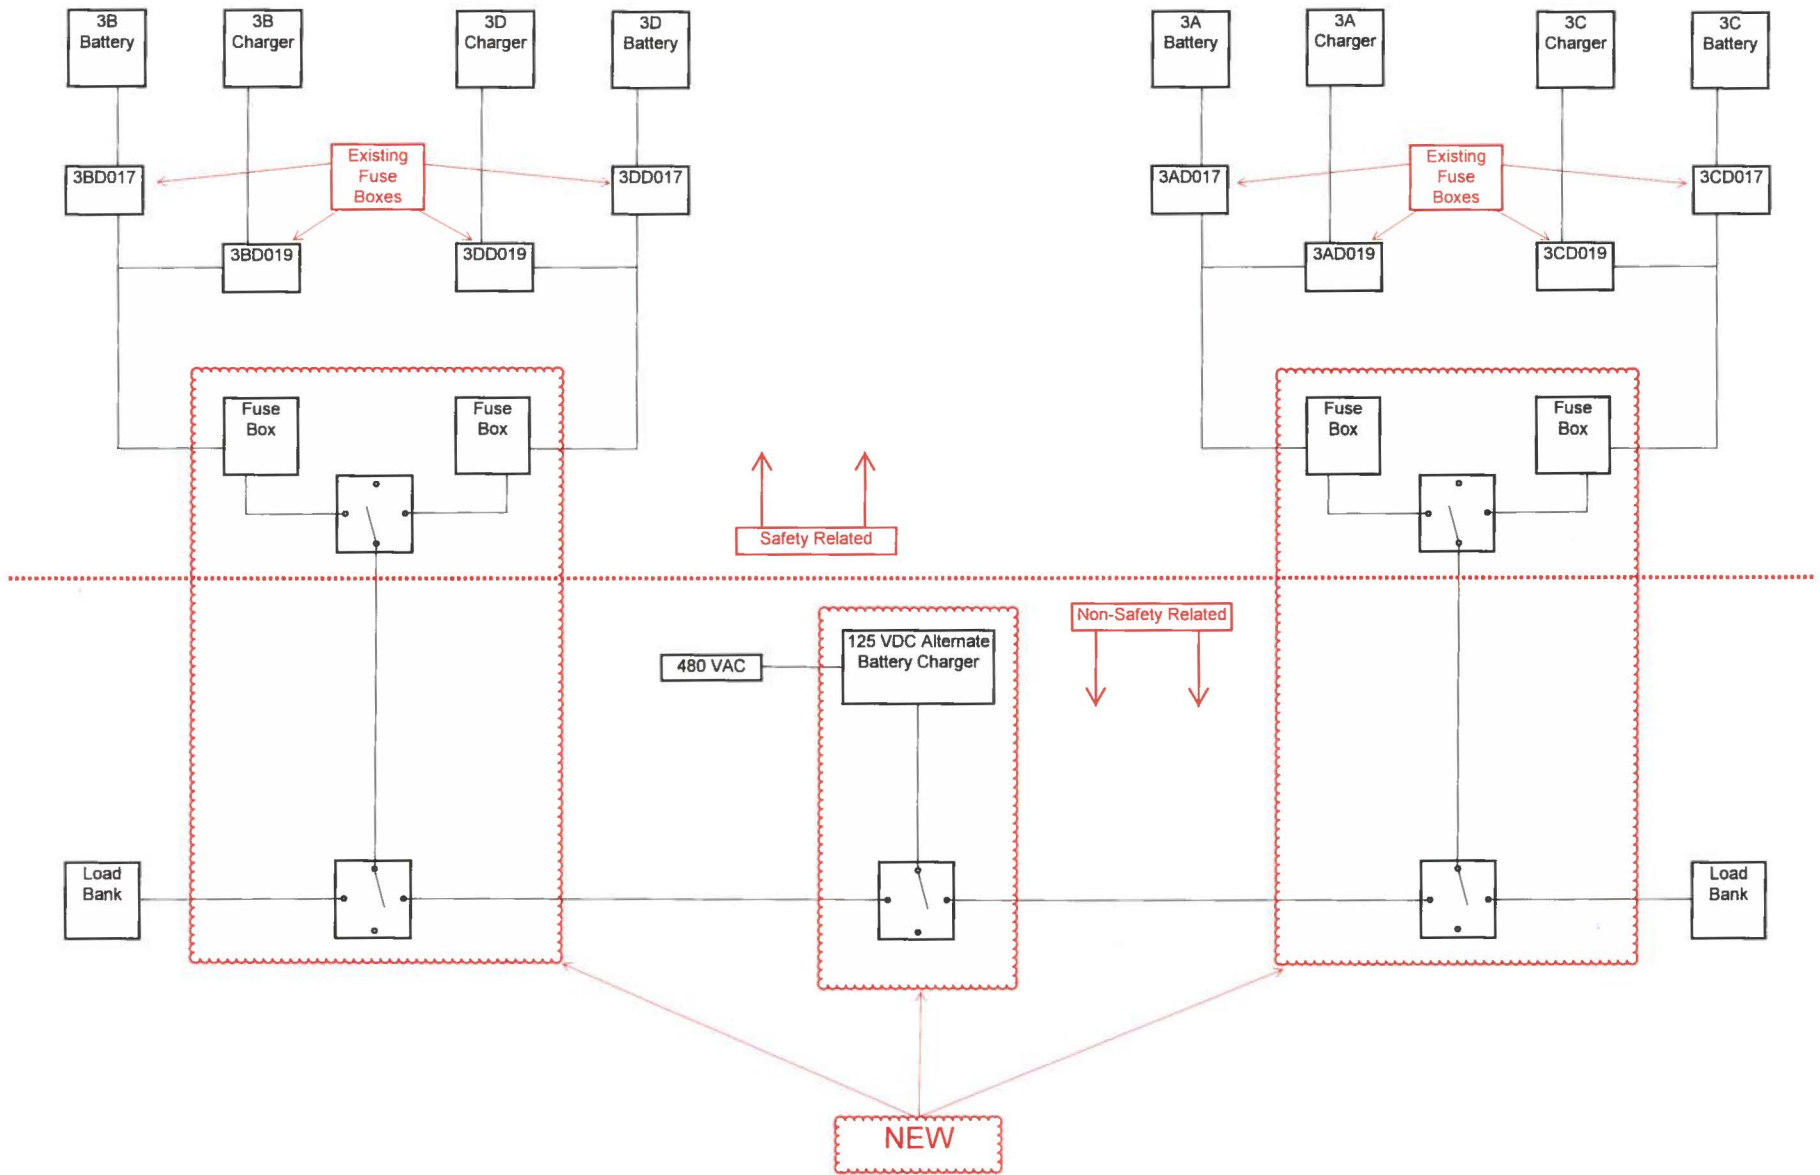 3B
Battery
3B
Charger
3D
Charger
3D
Battery
3A
Battery
3A
Charger
3C
Charger
3C
Battery
3BD017
Existing
Fuse
Boxes
3DD017
3AD017
Existing
Fuse
Boxes
3CD017
3BD019
3DD019
3AD019
3CD019
Fuse
Box
Fuse
Box
Fuse
Box
Fuse
Box
Safety Related
Non-Safety Related
480 VAC
125 VDC Alternate
Battery Charger
Load
Bank
Load
Bank
NEW